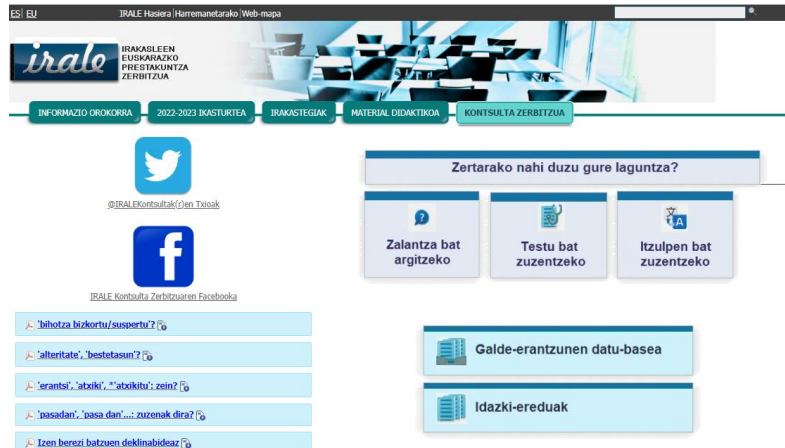 ES| EU
IRALE Hasiera|Harremanetarako|Web-mapa
irale
IRAKASLEEN
EUSKARAZKO
PRESTAKUNTZA
ZERBITZUA
INFORMAZIO OROKORRA
2022-2023 IKASTURTEA
IRAKASTEGIAK
MATERIAL DIDAKTIKOA
KONTSULTA ZERBITZUA
@IRALEKontsultak(r)en Txioak
IRALE Kontsulta Zerbitzuaren Facebooka
'bihotza bizkortu/suspertu'?
'alteritate', 'bestetasun'?
'erantsi', 'atxiki', *'atxikitu': zein?
'pasadan', 'pasa dan'...: zuzenak dira?
Izen berezi batzuen deklinabideaz
Zertarako nahi duzu gure laguntza?
Zalantza bat
argitzeko
Testu bat
zuzentzeko
文A
Itzulpen bat
zuzentzeko
Galde-erantzunen datu-basea
Idazki-ereduak